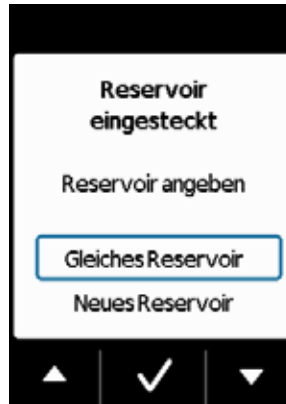 Reservoir
eingesteckt
Reservoir angeben
Gleiches Reservoir
Neues Reservoir